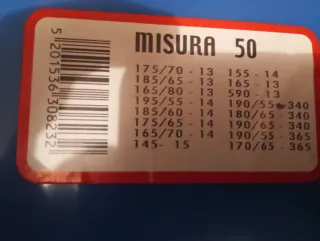 MISURA 50
175/70 - 13 155 - 14
185/65 - 13 165 - 13
165/80 - 13 590 - 13
195/55 - 14 190/55 - 340
185/60 - 14 180/65 - 340
175/65 - 14 190/65 - 340
165/70 - 14 190/55 - 365
145 - 15 170/65 - 365
5201536308232